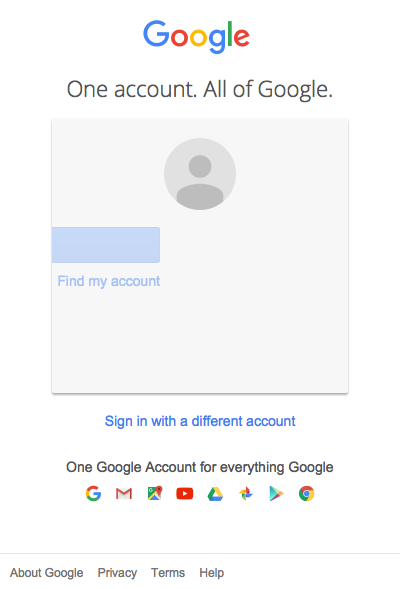 Google
One account. All of Google.
Find my account
Sign in with a different account
One Google Account for everything Google
About Google Privacy Terms Help